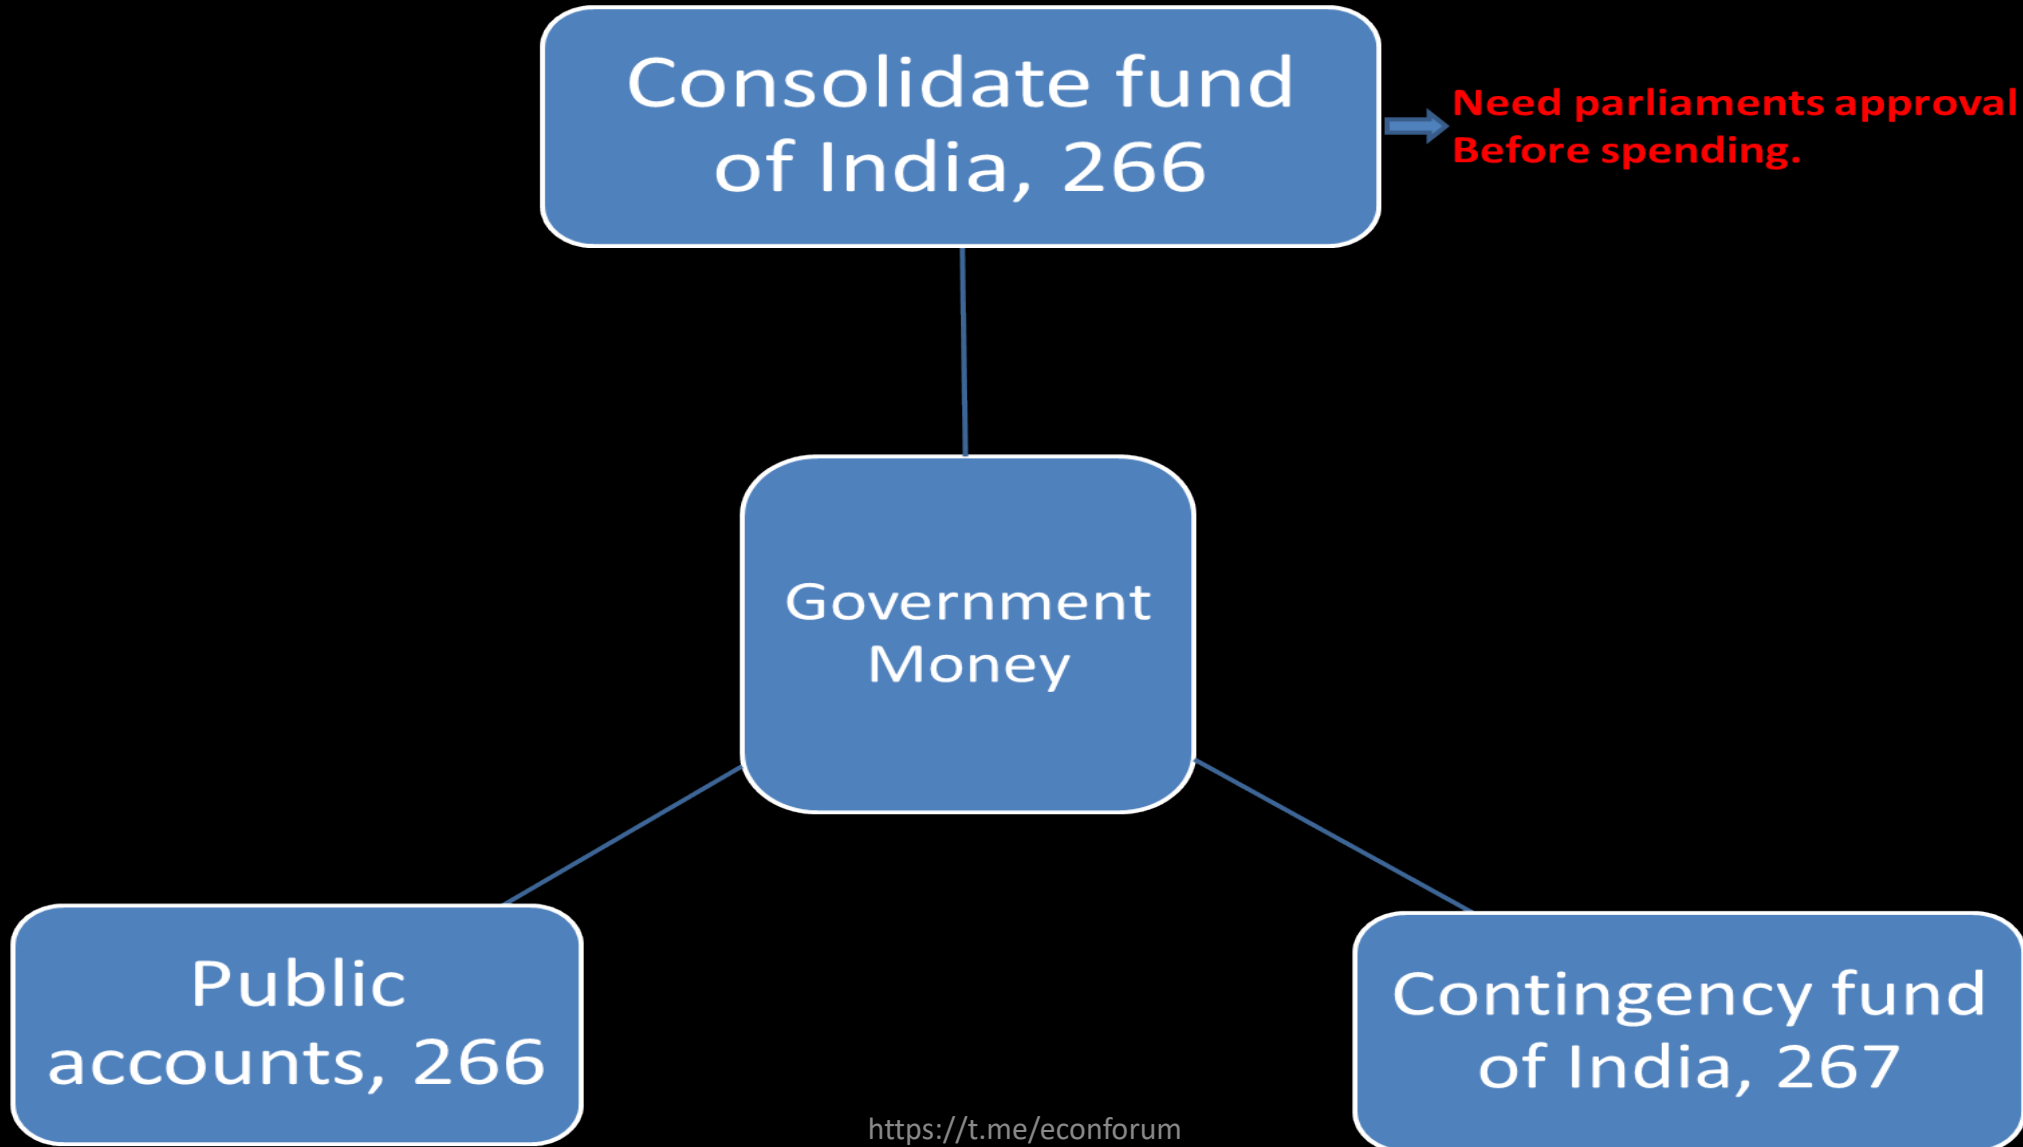 Consolidate fund
of India, 266
Need parliaments approval
Before spending.
Government
Money
Public
accounts, 266
Contingency fund
of India, 267
https://t.me/econforum